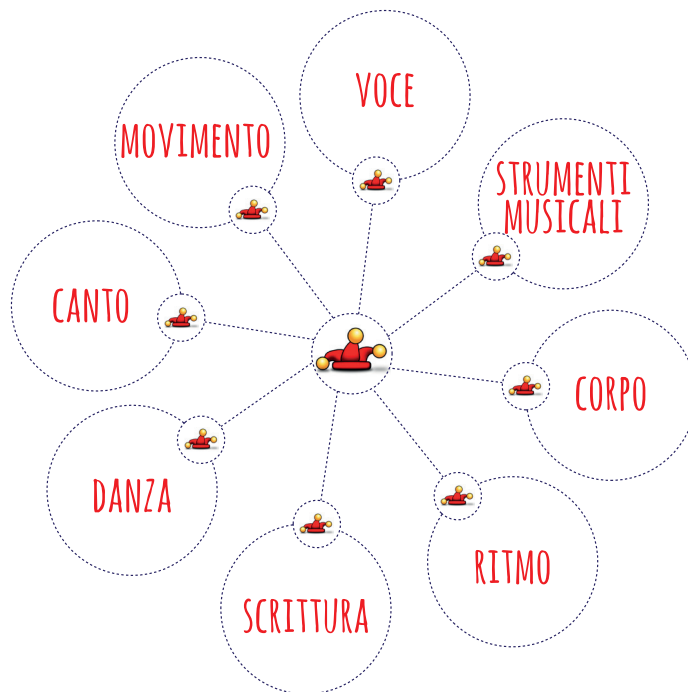 VOCE
MOVIMENTO
STRUMENTI
MUSICALI
CANTO
CORPO
DANZA
RITMO
SCRITTURA